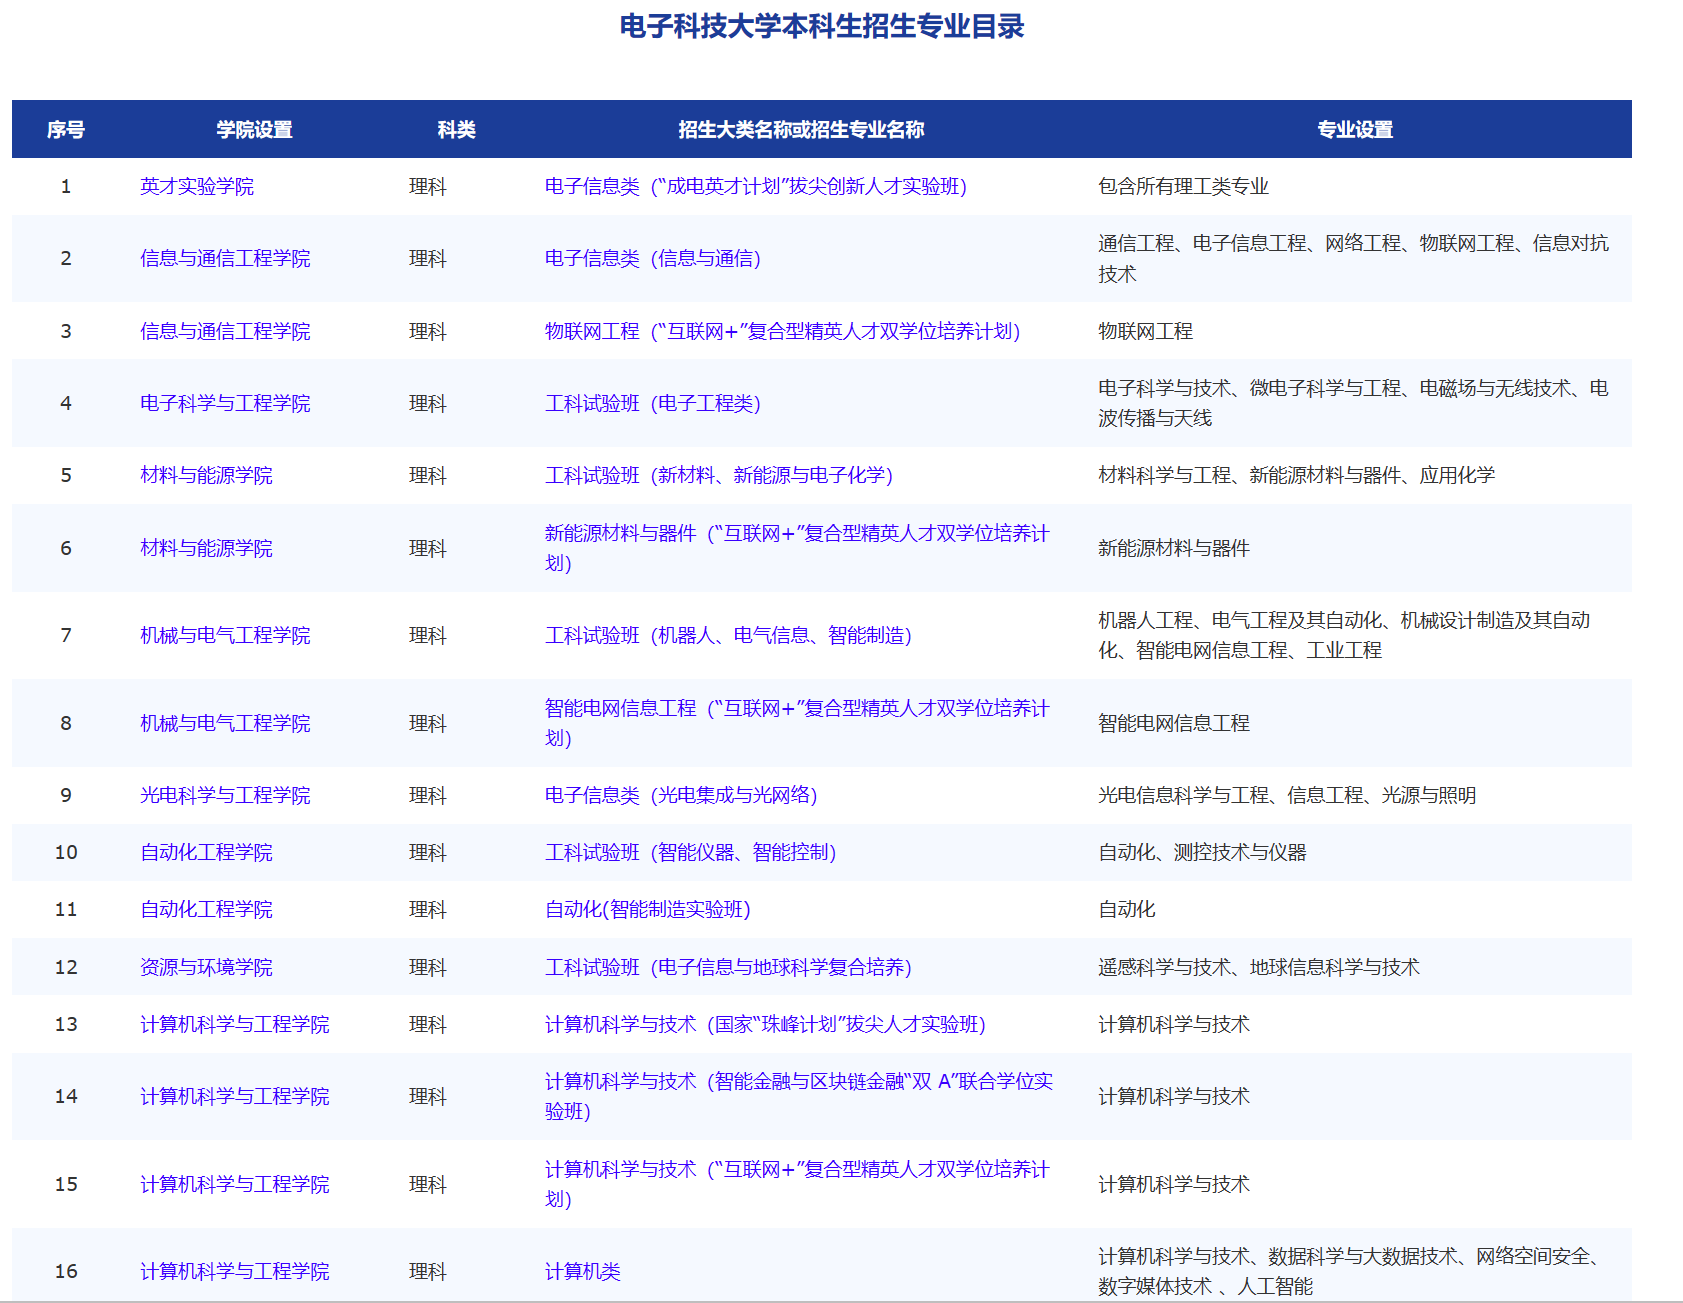 电子科技大学本科生招生专业目录
序号 学院设置 科类 招生大类名称或招生专业名称 专业设置
1 英才实验学院 理科 电子信息类（“成电英才计划”拔尖创新人才实验班） 包含所有理工类专业
2 信息与通信工程学院 理科 电子信息类（信息与通信） 通信工程、电子信息工程、网络工程、物联网工程、信息对抗
技术
3 信息与通信工程学院 理科 物联网工程（“互联网+”复合型精英人才双学位培养计划） 物联网工程
4 电子科学与工程学院 理科 工科试验班（电子工程类） 电子科学与技术、微电子科学与工程、电磁场与无线技术、电
波传播与天线
5 材料与能源学院 理科 工科试验班（新材料、新能源与电子化学） 材料科学与工程、新能源材料与器件、应用化学
6 材料与能源学院 理科 新能源材料与器件（“互联网+”复合型精英人才双学位培养计
划） 新能源材料与器件
7 机械与电气工程学院 理科 工科试验班（机器人、电气信息、智能制造） 机器人工程、电气工程及其自动化、机械设计制造及其自动
化、智能电网信息工程、工业工程
8 机械与电气工程学院 理科 智能电网信息工程（“互联网+”复合型精英人才双学位培养计
划） 智能电网信息工程
9 光电科学与工程学院 理科 电子信息类（光电集成与光网络） 光电信息科学与工程、信息工程、光源与照明
10 自动化工程学院 理科 工科试验班（智能仪器、智能控制） 自动化、测控技术与仪器
11 自动化工程学院 理科 自动化(智能制造实验班) 自动化
12 资源与环境学院 理科 工科试验班（电子信息与地球科学复合培养） 遥感科学与技术、地球信息科学与技术
13 计算机科学与工程学院 理科 计算机科学与技术（国家“珠峰计划”拔尖人才实验班） 计算机科学与技术
14 计算机科学与工程学院 理科 计算机科学与技术（智能金融与区块链金融“双 A”联合学位实
验班） 计算机科学与技术
15 计算机科学与工程学院 理科 计算机科学与技术（“互联网+”复合型精英人才双学位培养计
划） 计算机科学与技术
16 计算机科学与工程学院 理科 计算机类 计算机科学与技术、数据科学与大数据技术、网络空间安全、
数字媒体技术 、人工智能